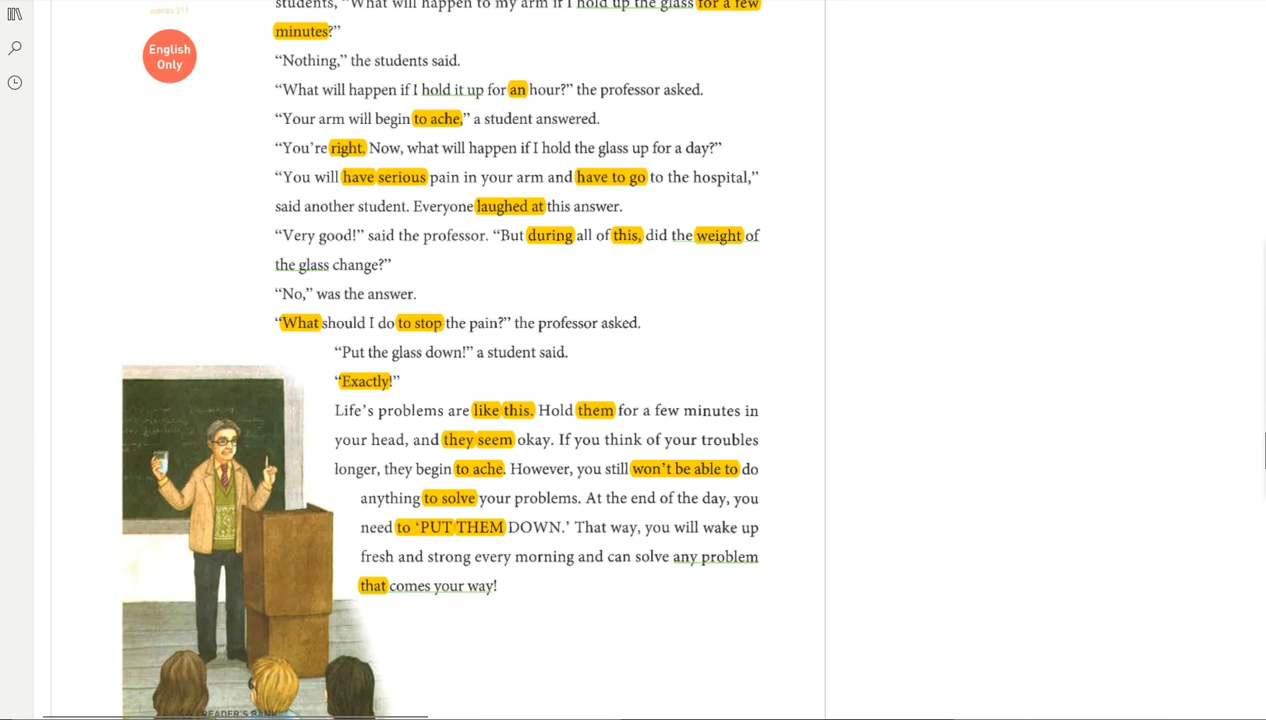 words 211
students, “What will happen to my arm if I hold up the glass for a few
minutes?”
English
Only
“Nothing,” the students said.
“What will happen if I hold it up for an hour?” the professor asked.
“Your arm will begin to ache,” a student answered.
“You’re right. Now, what will happen if I hold the glass up for a day?”
“You will have serious pain in your arm and have to go to the hospital,”
said another student. Everyone laughed at this answer.
“Very good!” said the professor. “But during all of this, did the weight of
the glass change?”
“No,” was the answer.
“What should I do to stop the pain?” the professor asked.
“Put the glass down!” a student said.
“Exactly!”
Life’s problems are like this. Hold them for a few minutes in
your head, and they seem okay. If you think of your troubles
longer, they begin to ache. However, you still won’t be able to do
anything to solve your problems. At the end of the day, you
need to ‘PUT THEM DOWN.’ That way, you will wake up
fresh and strong every morning and can solve any problem
that comes your way!
READER'S BANK